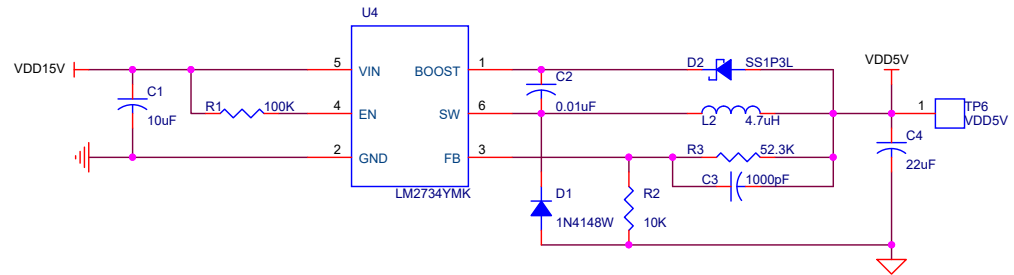 U4
VDD15V
5
VIN
BOOST
1
D2
SS1P3L
VDD5V
C1
10uF
R1
100K
4
EN
SW
6
C2
0.01uF
L2
4.7uH
1
TP6
VDD5V
C4
22uF
2
GND
FB
3
R3
52.3K
C3
1000pF
LM2734YMK
D1
1N4148W
R2
10K